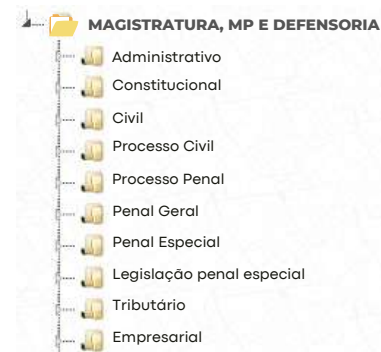 MAGISTRATURA, MP E DEFENSORIA
Administrativo
Constitucional
Civil
Processo Civil
Processo Penal
Penal Geral
Penal Especial
Legislação penal especial
Tributário
Empresarial